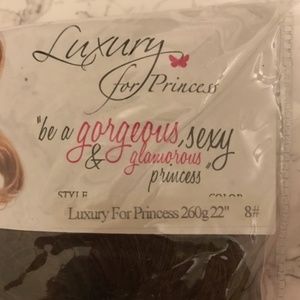 Luxury
for Princess
"be a gorgeous, sexy
& glamorous
princess"
STYLE COLOR
Luxury For Princess 260g 22" 8#